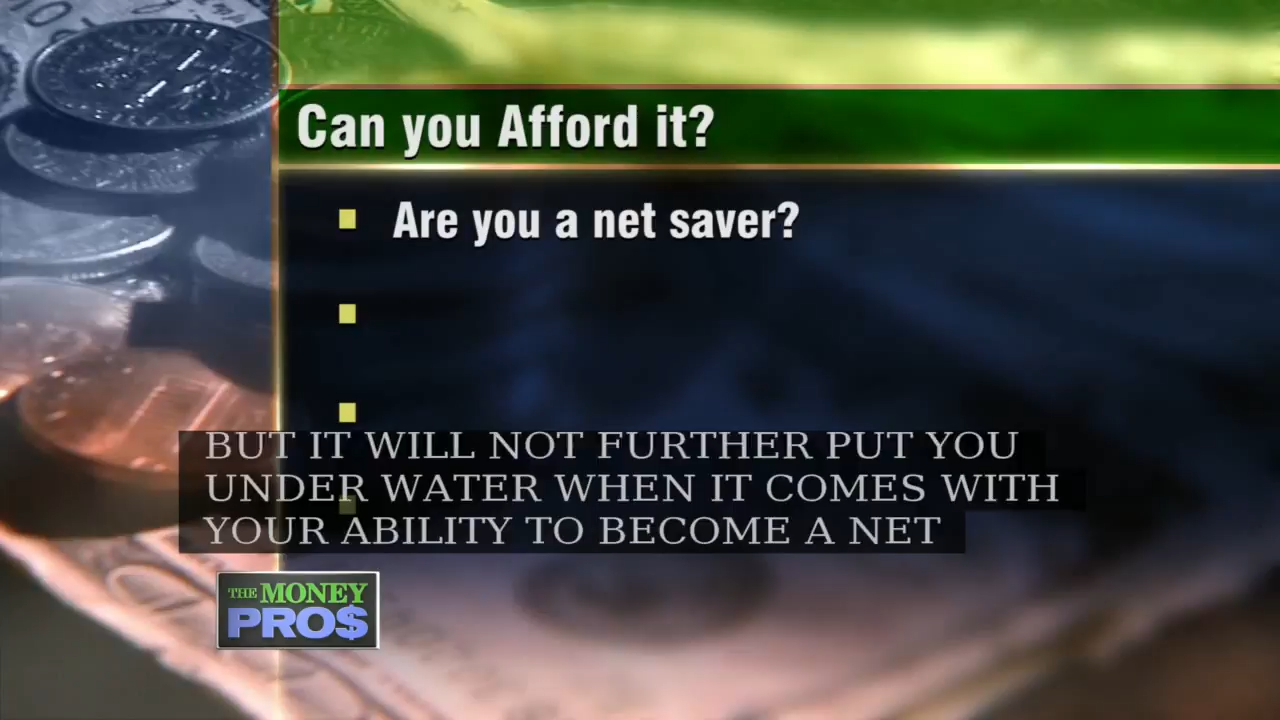 Can you Afford it?
Are you a net saver?
BUT IT WILL NOT FURTHER PUT YOU
UNDER WATER WHEN IT COMES WITH
YOUR ABILITY TO BECOME A NET
THE MONEY
PRO$